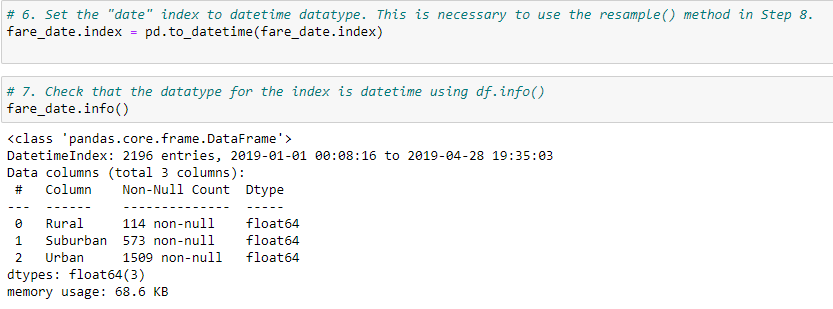 # 6. Set the "date" index to datetime datatype. This is necessary to use the resample() method in Step 8.
fare_date.index = pd.to_datetime(fare_date.index)
# 7. Check that the datatype for the index is datetime using df.info()
fare_date.info()
<class 'pandas.core.frame.DataFrame'>
DatetimeIndex: 2196 entries, 2019-01-01 00:08:16 to 2019-04-28 19:35:03
Data columns (total 3 columns):
 #   Column    Non-Null Count  Dtype
---  ------    --------------  -----
 0   Rural     114 non-null    float64
 1   Suburban  573 non-null    float64
 2   Urban     1509 non-null   float64
dtypes: float64(3)
memory usage: 68.6 KB